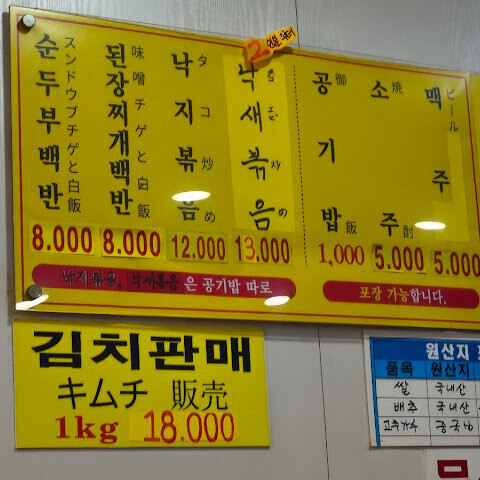 순두부백반
スンドゥブチゲと白飯
8.000
된장찌개백반
味噌チゲと白飯
8.000
낙지볶음
タコ炒め
12.000
낙새볶음
13.000
공기밥
御飯
1,000
소주
焼酎
5.000
맥주
ビール
5.000
낙지볶음, 낙새볶음 은 공기밥 따로
포장 가능합니다.
김치판매
キムチ 販売
1kg 18.000
원산지
품목 원산지
쌀 국내산
배추 국내산
고추가루 중국산